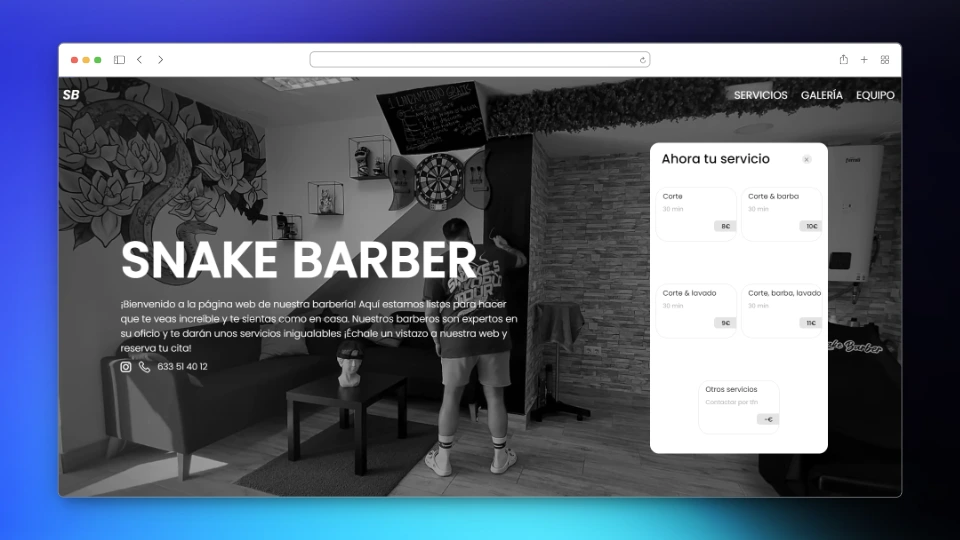 SB
SERVICIOS GALERÍA EQUIPO
SNAKE BARBER
¡Bienvenido a la página web de nuestra barbería! Aquí estamos listos para hacer
que te veas increíble y te sientas como en casa. Nuestros barberos son expertos en
su oficio y te darán unos servicios inigualables ¡Échale un vistazo a nuestra web y
reserva tu cita!
633 51 40 12
Ahora tu servicio
Corte
30 min
8€
Corte & barba
30 min
10€
Corte & lavado
30 min
9€
Corte, barba, lavado
30 min
11€
Otros servicios
Contactar por tln
-€
Barber